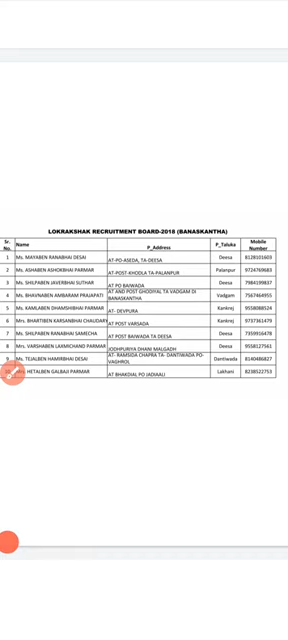 LOKRAKSHAK RECRUITMENT BOARD-2018 (BANASKANTHA)
Sr. No. Name P_Address P_Taluka Mobile Number
1 Ms. MAYABEN RANABHAI DESAI AT-PO-ASEDA, TA-DEESA Deesa 8128101603
2 Ms. ASHABEN ASHOKBHAI PARMAR AT-POST-KHODLA TA-PALANPUR Palanpur 9724769683
3 Ms. SHILPABEN JAVERBHAI SUTHAR AT PO BAIWADA Deesa 7984199837
4 Ms. BHAVNABEN AMBARAM PRAJAPATI AT AND POST GHODIYAL TA VADGAM DI BANASKANTHA Vadgam 7567464955
5 Ms. KAMLABEN DHAMSHIBHAI PARMAR AT- DEVPURA Kankrej 9558088524
6 Mrs. BHARTIBEN KARSANBHAI CHAUDARY AT POST VARSADA Kankrej 9737361479
7 Ms. SHILPABEN RANABHAI SAMECHA AT POST BAIWADA TA DEESA Deesa 7359916478
8 Mrs. VARSHABEN LAXMICHAND PARMAR JODHPURIYA DHANI MALGADH Deesa 9558127561
9 Ms. TEJALBEN HAMIRBHAI DESAI AT- RAMSIDA CHAPRA TA- DANTIWADA PO- VAGHROL Dantiwada 8140486827
10 Mrs. HETALBEN GALBAJI PARMAR AT BHAKDIAL PO Lakhani 8238522753